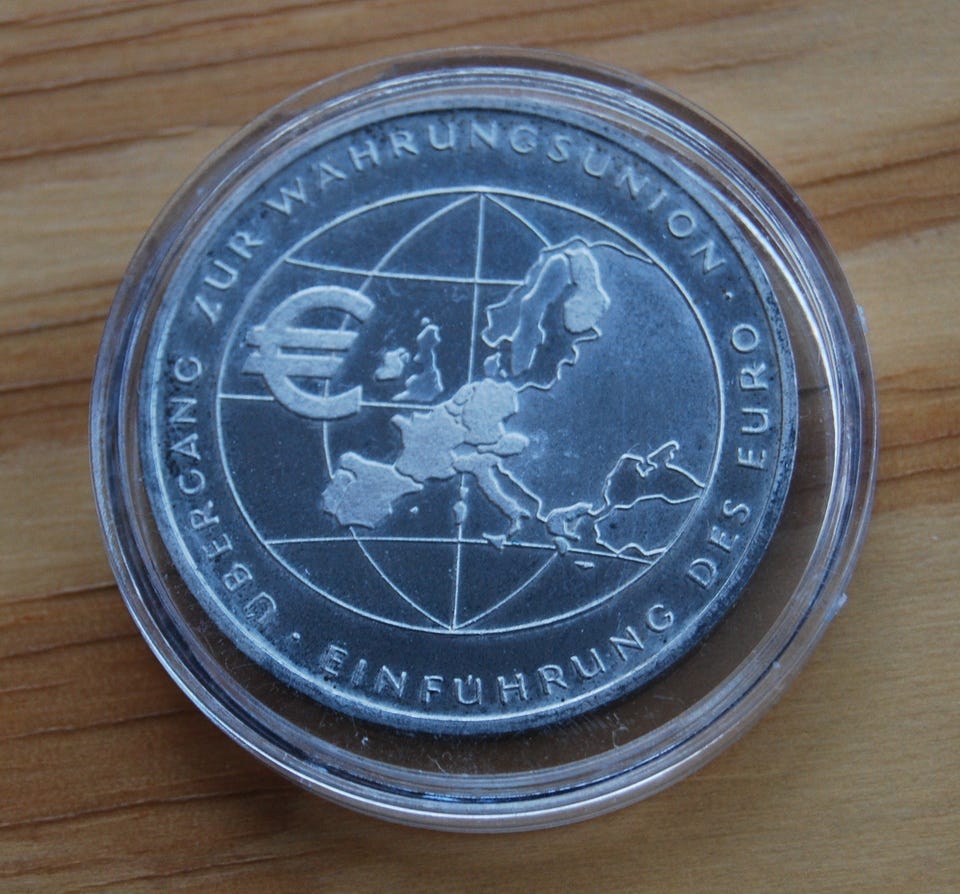 ÜBERGANG ZUR WÄHRUNGSUNION · EINFÜHRUNG DES EURO ·
€